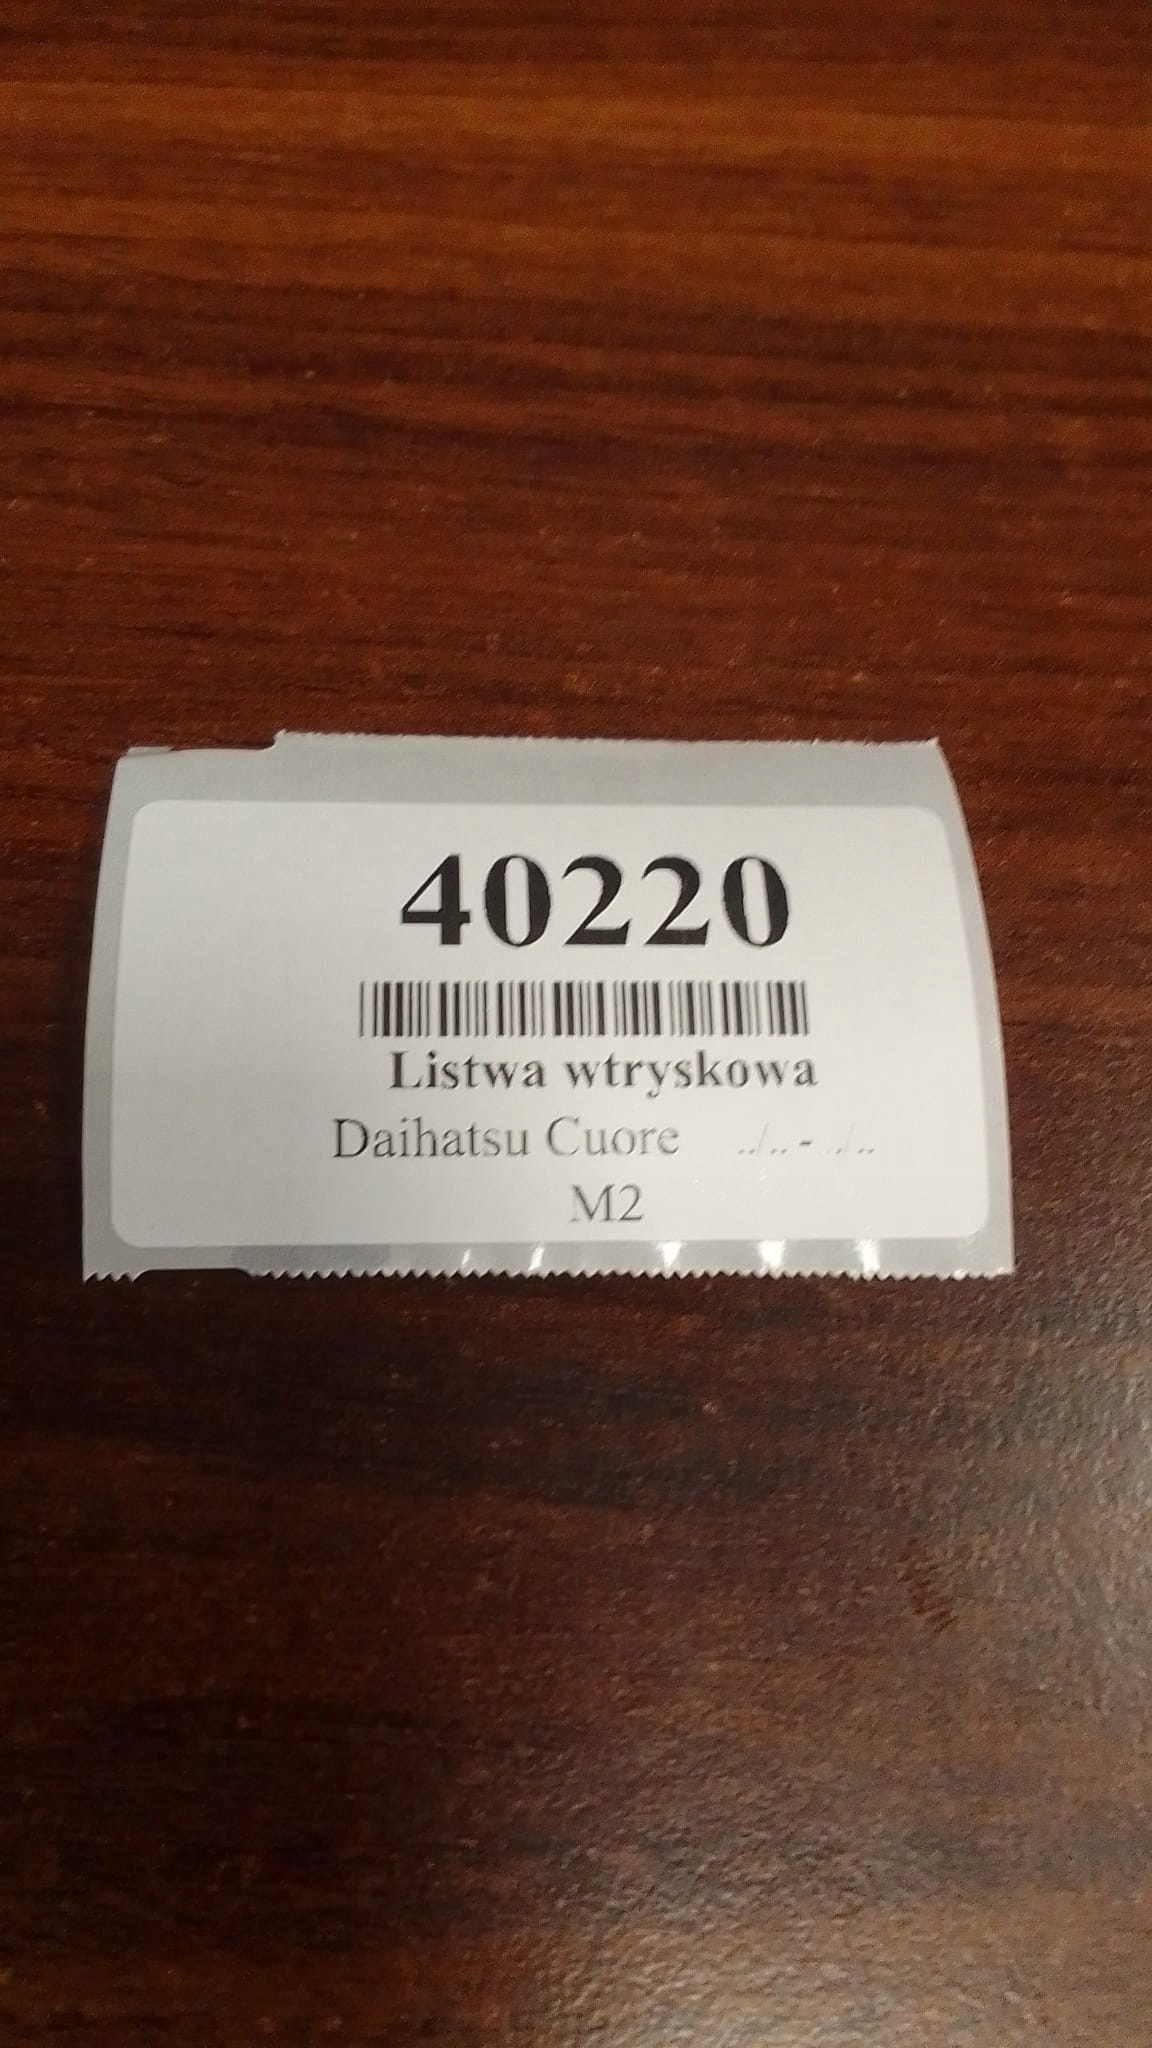 40220
Listwa wtryskowa
Daihatsu Cuore ../.. - ../..
M2